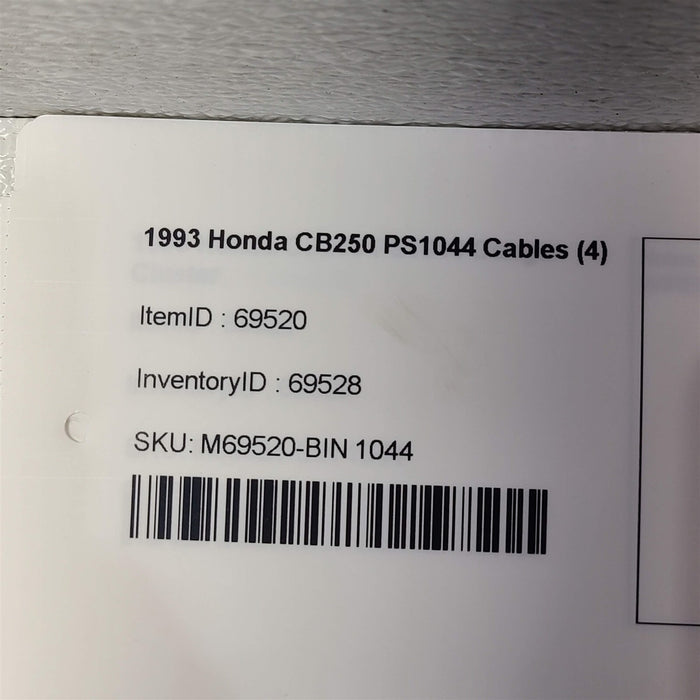 1993 Honda CB250 PS1044 Cables (4)
ItemID : 69520
InventoryID : 69528
SKU: M69520-BIN 1044